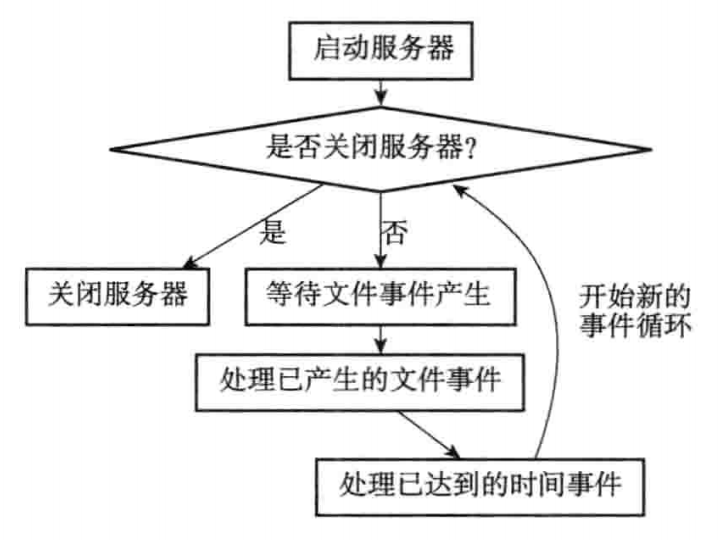 启动服务器
是否关闭服务器?
是
否
关闭服务器
等待文件事件产生
开始新的
事件循环
处理已产生的文件事件
处理已达到的时间事件